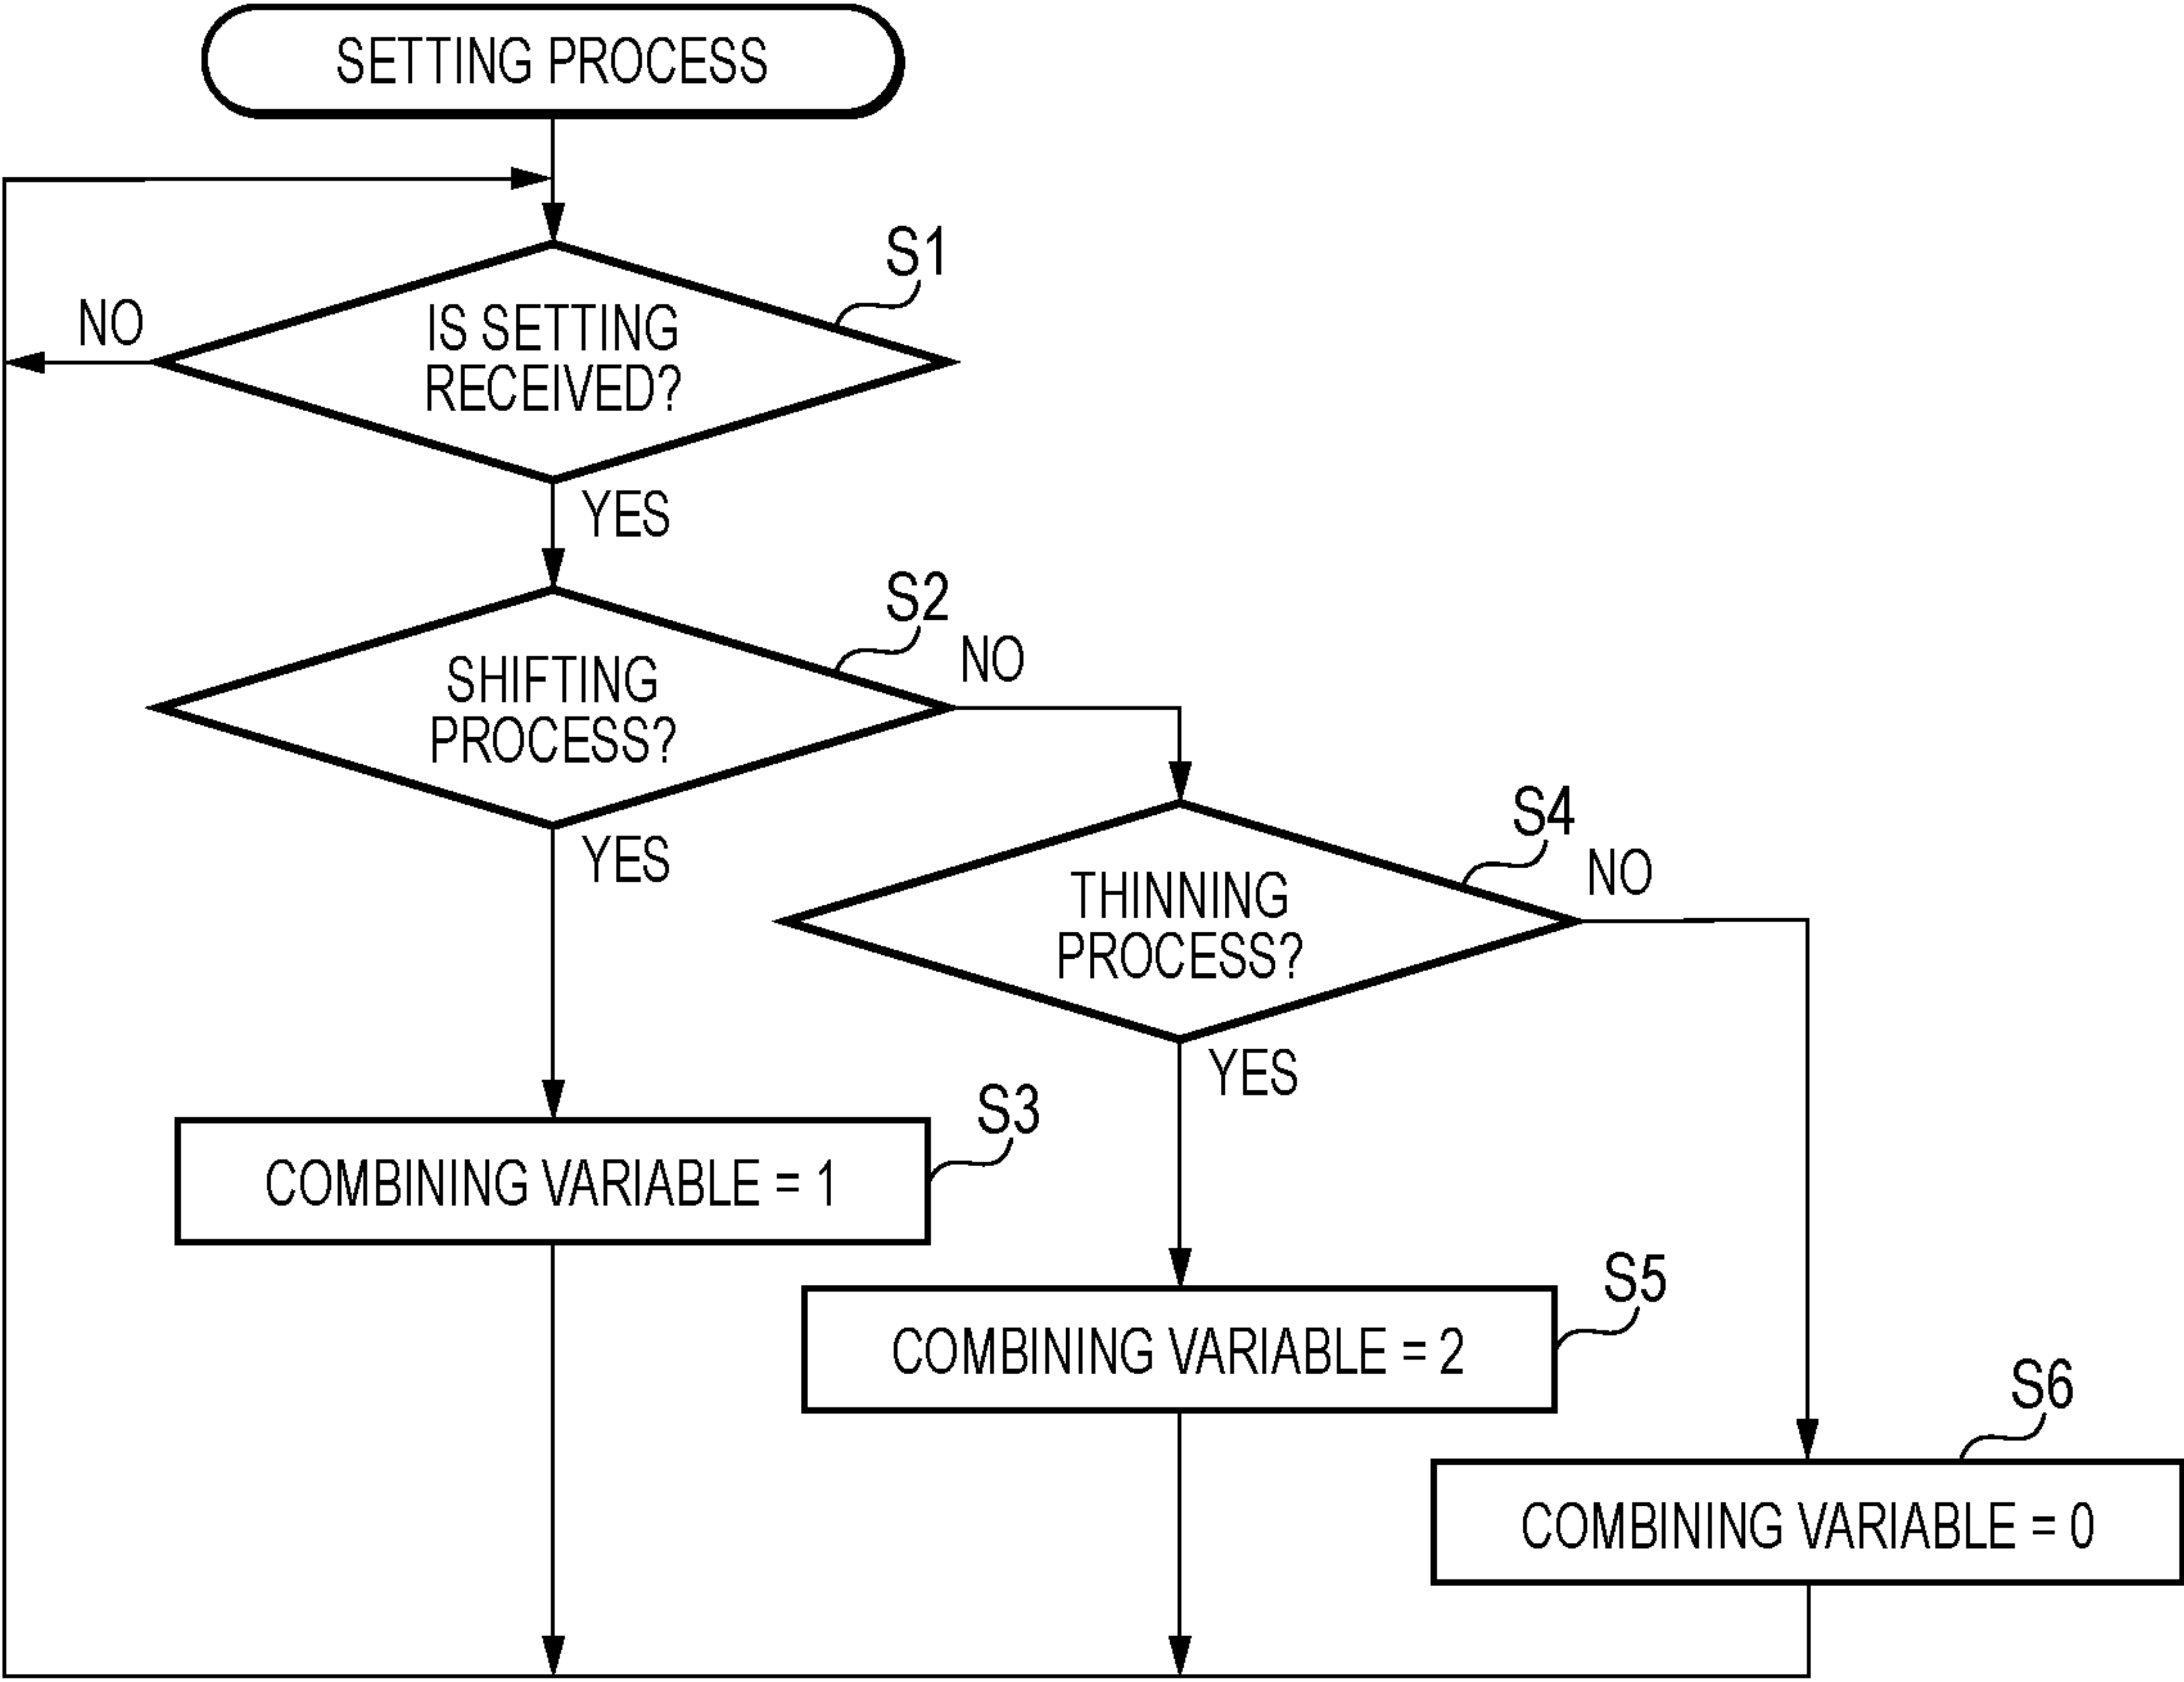 SETTING PROCESS
S1
NO
IS SETTING
RECEIVED?
YES
S2
NO
SHIFTING
PROCESS?
YES
S4
NO
THINNING
PROCESS?
YES
S3
COMBINING VARIABLE = 1
S5
COMBINING VARIABLE = 2
S6
COMBINING VARIABLE = 0